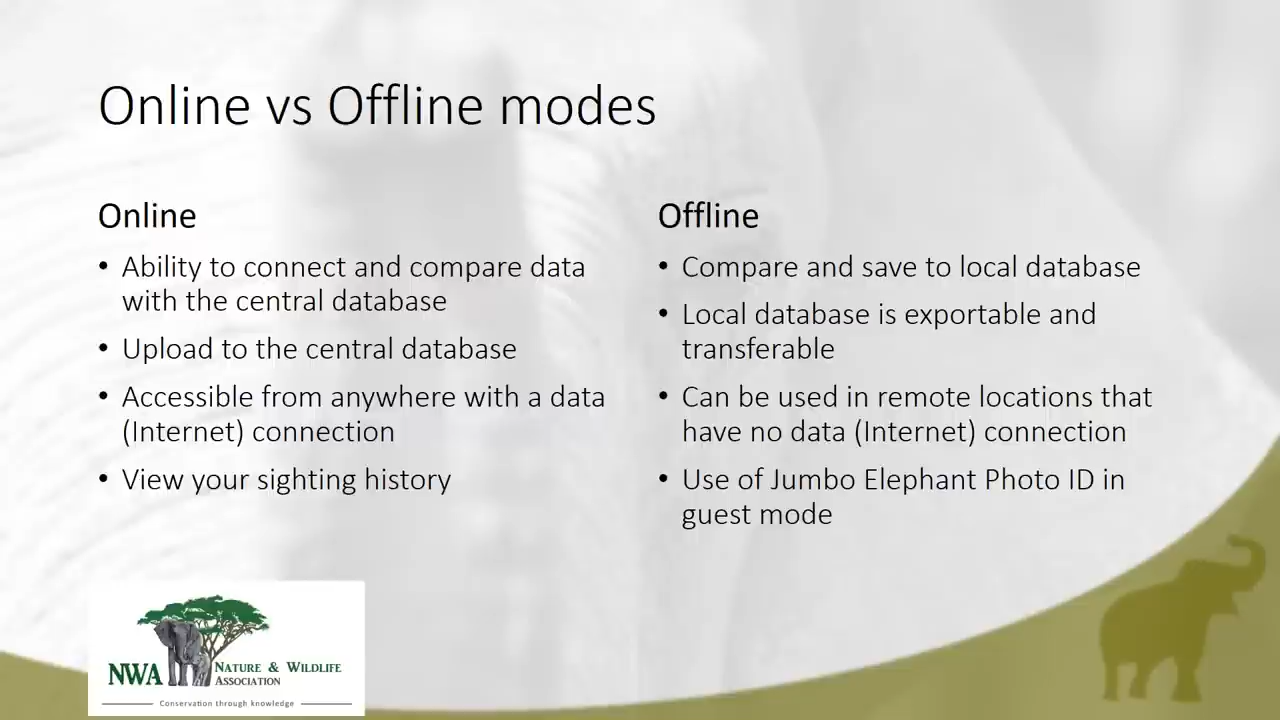 Online vs Offline modes
Online
• Ability to connect and compare data
with the central database
• Upload to the central database
• Accessible from anywhere with a data
(Internet) connection
• View your sighting history
Offline
• Compare and save to local database
• Local database is exportable and
transferable
• Can be used in remote locations that
have no data (Internet) connection
• Use of Jumbo Elephant Photo ID in
guest mode
NWA NATURE & WILDLIFE
ASSOCIATION
Conservation through knowledge